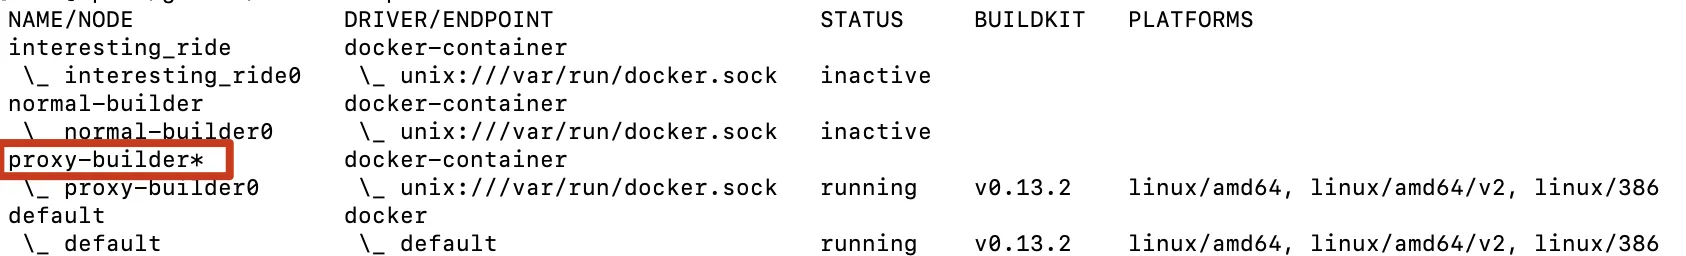 NAME/NODE DRIVER/ENDPOINT STATUS BUILDKIT PLATFORMS
interesting_ride docker-container
\_ interesting_ride0 \_ unix:///var/run/docker.sock inactive
normal-builder docker-container
\_ normal-builder0 \_ unix:///var/run/docker.sock inactive
proxy-builder* docker-container
\_ proxy-builder0 \_ unix:///var/run/docker.sock running v0.13.2 linux/amd64, linux/amd64/v2, linux/386
default docker
\_ default \_ default running v0.13.2 linux/amd64, linux/amd64/v2, linux/386